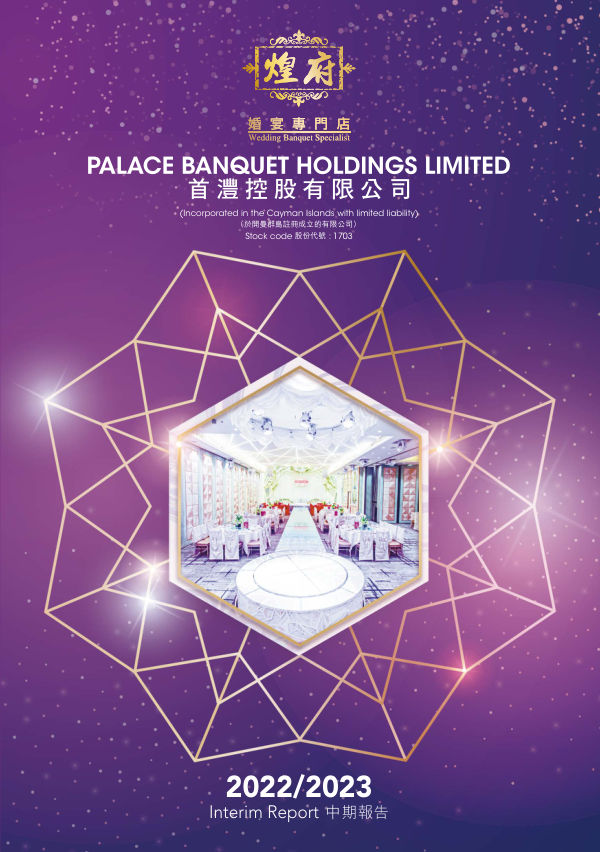 煌府
婚宴專門店
Wedding Banquet Specialist
PALACE BANQUET HOLDINGS LIMITED
首灃控股有限公司
(Incorporated in the Cayman Islands with limited liability)
(於開曼群島註冊成立的有限公司)
Stock code 股份代號 : 1703
2022/2023
Interim Report 中期報告